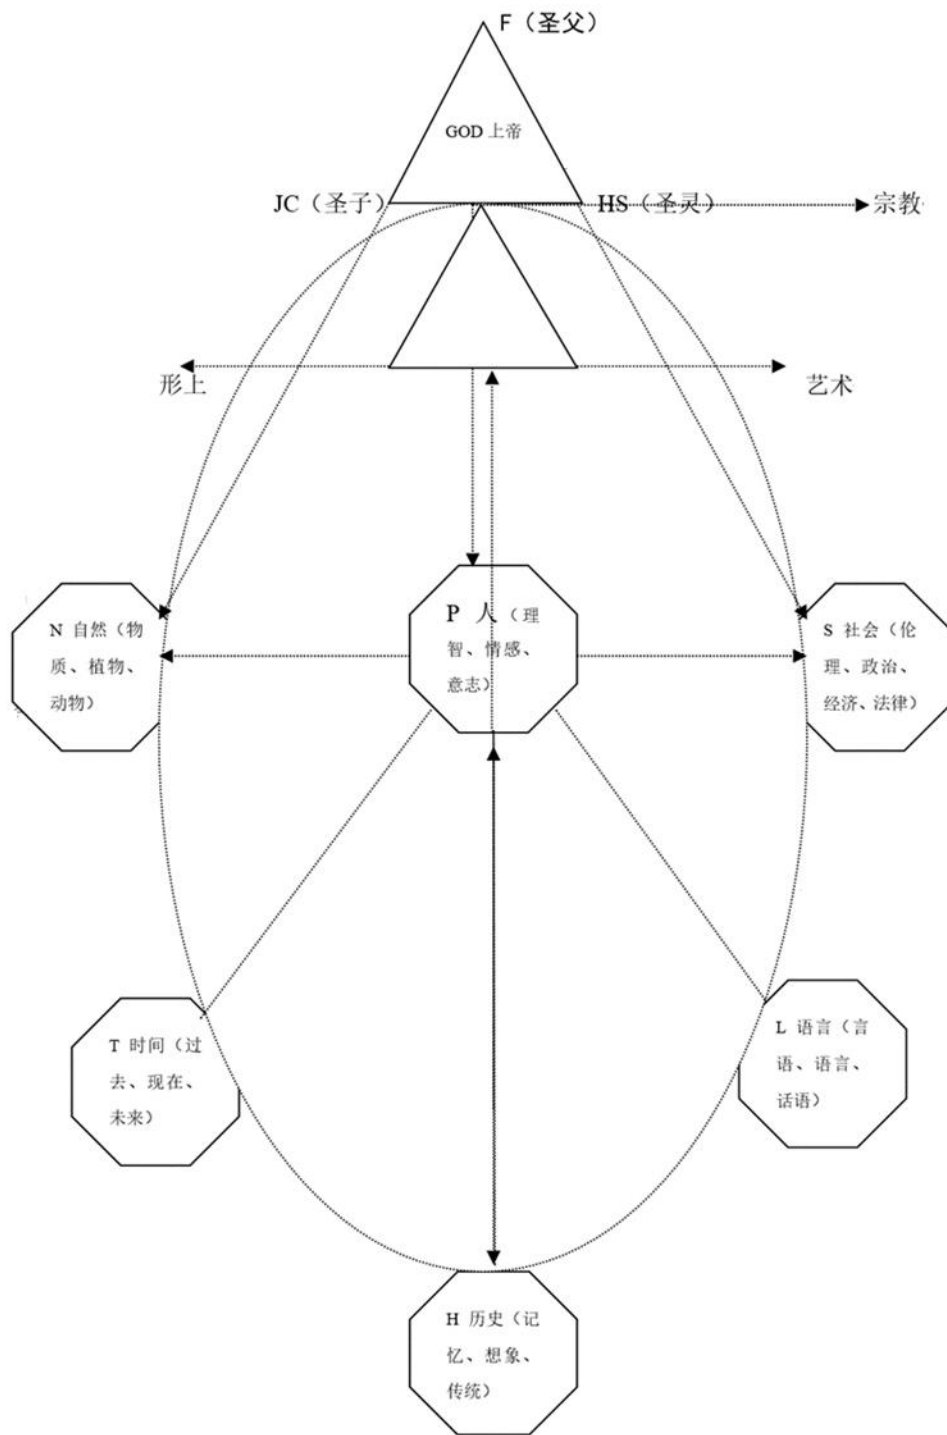 F（圣父）
GOD 上帝
JC（圣子）
HS（圣灵）
宗教
形上
艺术
N 自然（物
质、植物、
动物）
P 人（理
智、情感、
意志）
S 社会（伦
理、政治、
经济、法律）
T 时间（过
去、现在、
未来）
L 语言（言
语、语言、
话语）
H 历史（记
忆、想象、
传统）